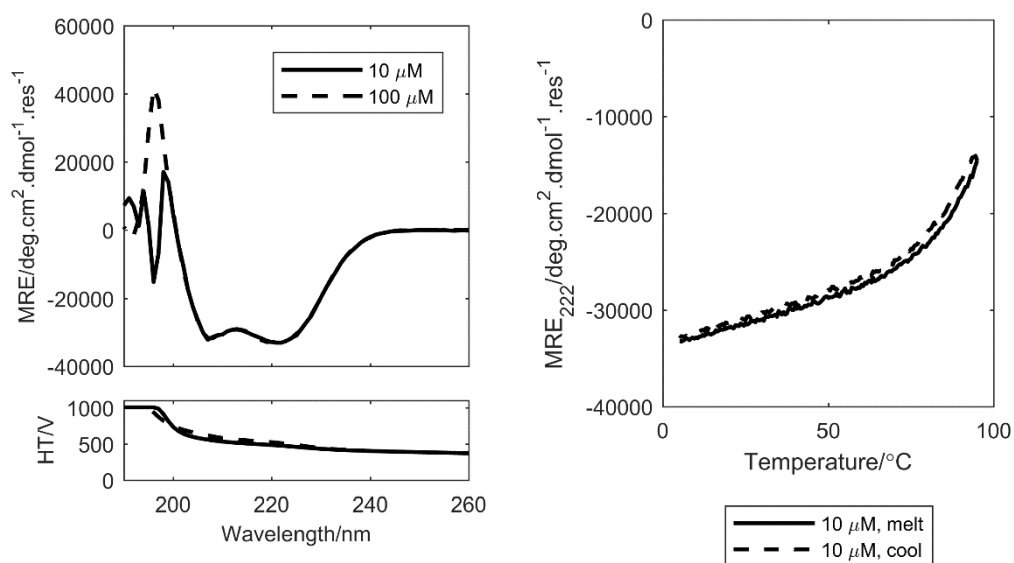 60000
40000
20000
0
-20000
-40000
MRE/deg.cm².dmol⁻¹.res⁻¹
10 μM
100 μM
1000
500
0
HT/V
200
220
240
260
Wavelength/nm
0
-10000
-20000
-30000
-40000
MRE₂₂₂/deg.cm².dmol⁻¹.res⁻¹
0
50
100
Temperature/°C
10 μM, melt
10 μM, cool